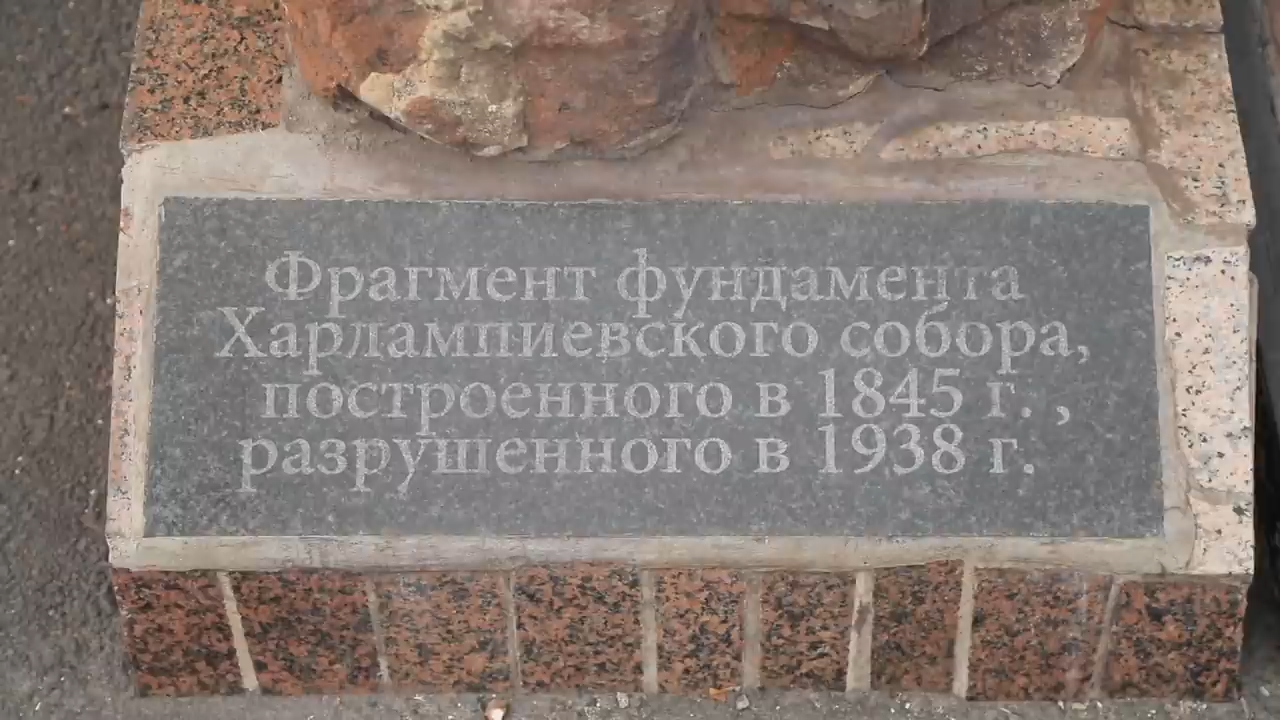 Фрагмент фундамента
Харлампиевского собора,
построенного в 1845 г. ,
разрушенного в 1938 г.